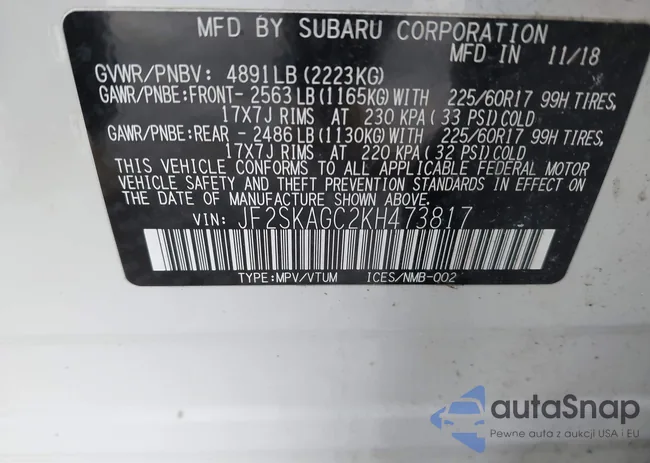 MFD BY SUBARU CORPORATION
MFD IN 11/18
GVWR/PNBV: 4891LB(2223KG)
GAWR/PNBE:FRONT-2563LB(1165KG)WITH 225/60R17 99H TIRES,
17X7J RIMS AT 230 KPA(33 PSI)COLD
GAWR/PNBE:REAR -2486LB(1130KG)WITH 225/60R17 99H TIRES,
17X7J RIMS AT 220 KPA(32 PSI)COLD
THIS VEHICLE CONFORMS TO ALL APPLICABLE FEDERAL MOTOR
VEHICLE SAFETY AND THEFT PREVENTION STANDARDS IN EFFECT ON
THE DATE OF MANUFACTURE SHOWN ABOVE.
VIN: JF2SKAGC2KH473817
TYPE:MPV/VTUM ICES/NMB-002
autaSnap
Pewne auta z aukcji USA i EU